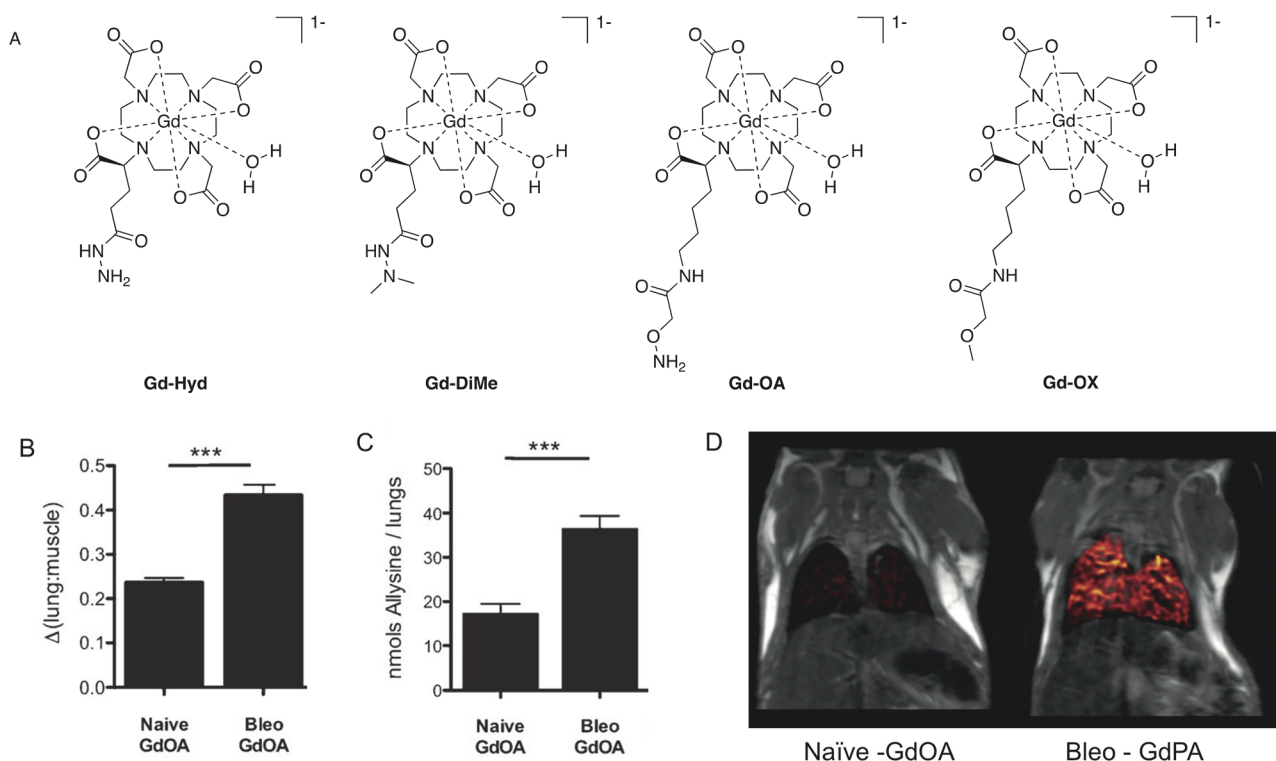 A
1-
1-
1-
1-
O
O
O
O
N
N
Gd
O
O
N
N
O
H
H
O
O
O
O
HN
NH2
O
O
O
O
N
N
Gd
O
O
N
N
O
H
H
O
O
O
O
HN
N
O
O
O
O
N
N
Gd
O
O
N
N
O
H
H
O
O
O
NH
O
O
NH2
O
O
O
O
N
N
Gd
O
O
N
N
O
H
H
O
O
O
NH
O
O
Gd-Hyd
Gd-DiMe
Gd-OA
Gd-OX
B
***
Δ(lung:muscle)
0.5
0.4
0.3
0.2
0.1
0.0
Naive
GdOA
Bleo
GdOA
C
***
nmols Allysine / lungs
50
40
30
20
10
0
Naive
GdOA
Bleo
GdOA
D
Naïve -GdOA
Bleo - GdPA